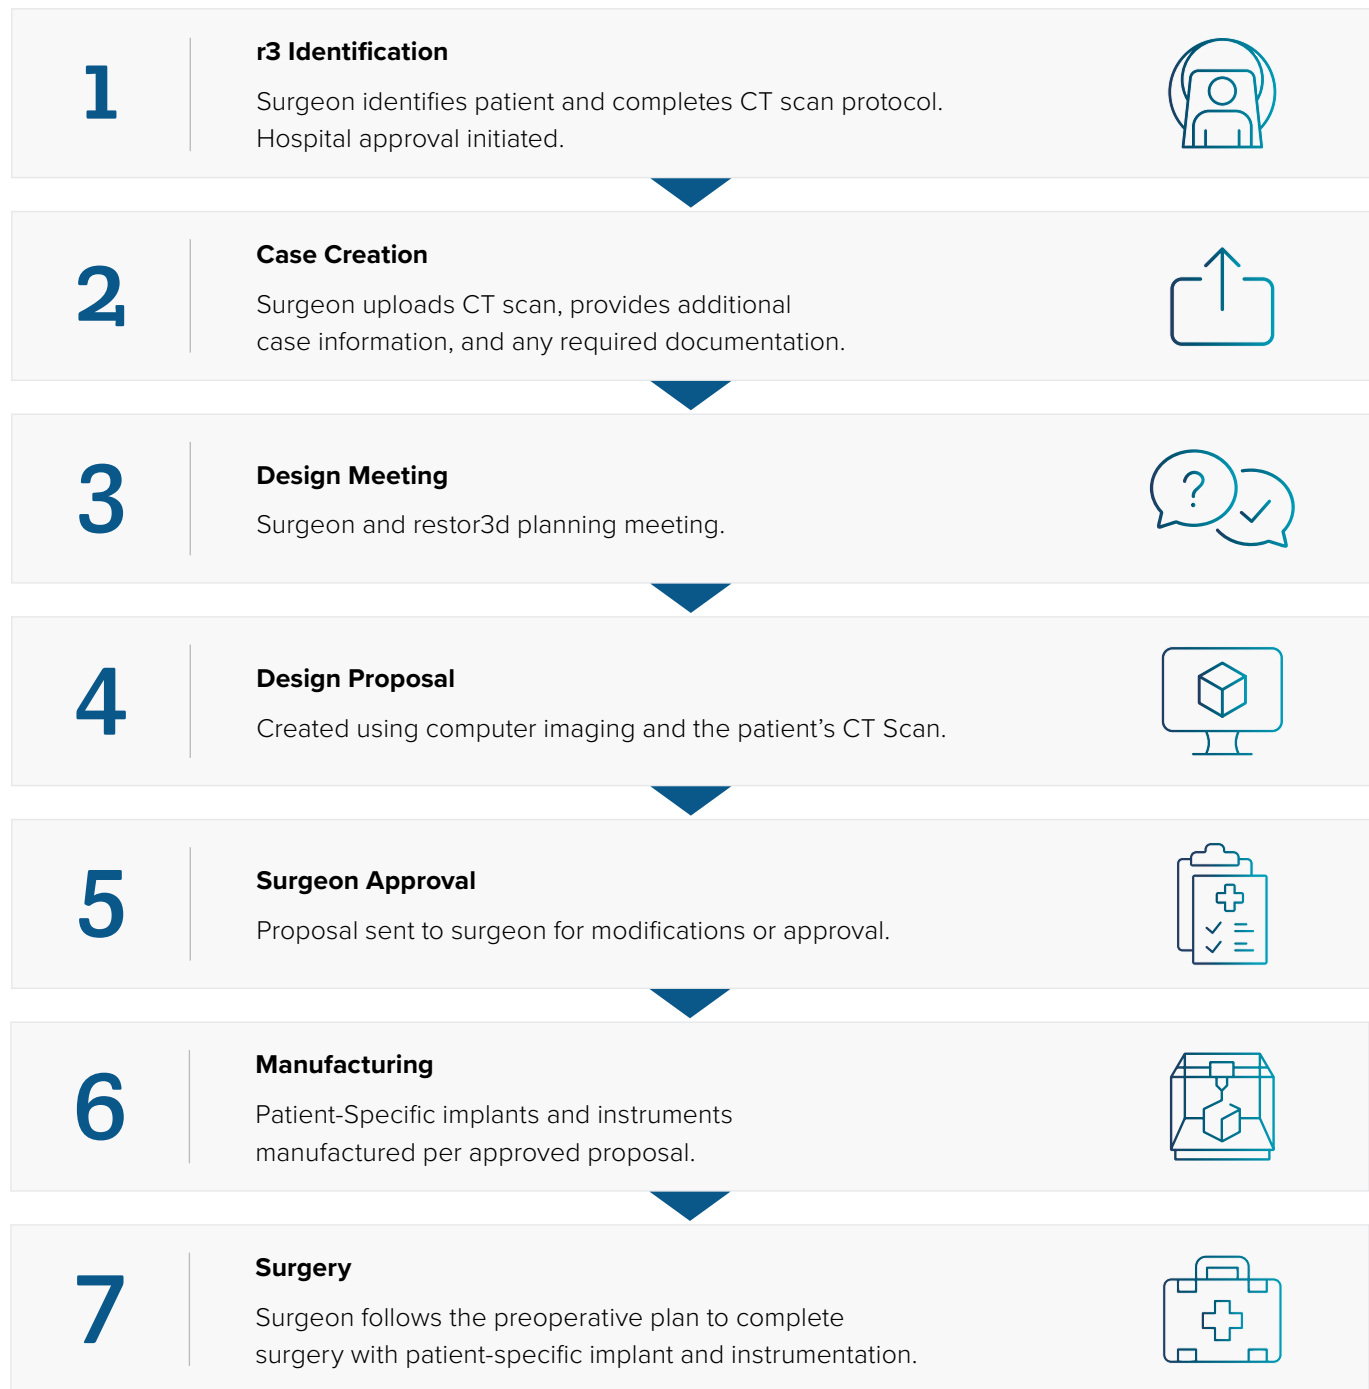 1
r3 Identification
Surgeon identifies patient and completes CT scan protocol.
Hospital approval initiated.
2
Case Creation
Surgeon uploads CT scan, provides additional
case information, and any required documentation.
3
Design Meeting
Surgeon and restor3d planning meeting.
4
Design Proposal
Created using computer imaging and the patient’s CT Scan.
5
Surgeon Approval
Proposal sent to surgeon for modifications or approval.
6
Manufacturing
Patient-Specific implants and instruments
manufactured per approved proposal.
7
Surgery
Surgeon follows the preoperative plan to complete
surgery with patient-specific implant and instrumentation.